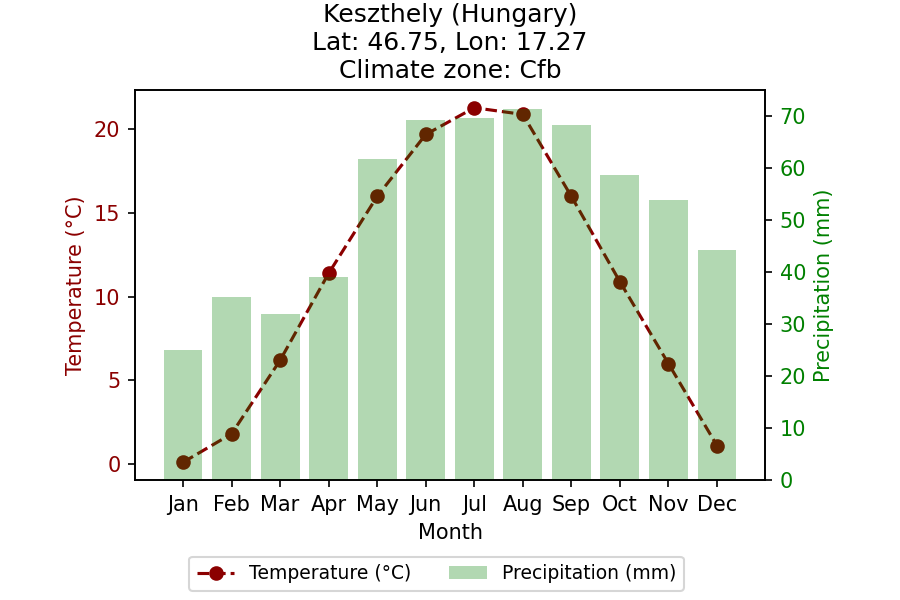 Keszthely (Hungary)
Lat: 46.75, Lon: 17.27
Climate zone: Cfb
20
15
10
5
0
Temperature (°C)
70
60
50
40
30
20
10
0
Precipitation (mm)
Jan Feb Mar Apr May Jun Jul Aug Sep Oct Nov Dec
Month
Temperature (°C) Precipitation (mm)